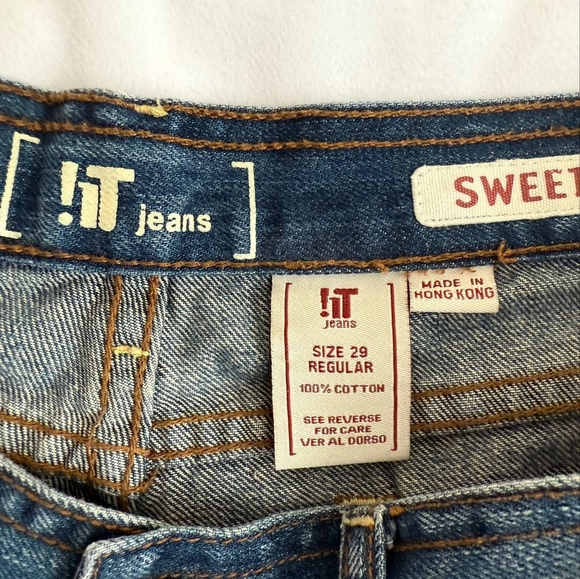 [ !iT jeans ]
SWEET
!iT
jeans
SIZE 29
REGULAR
100% COTTON
SEE REVERSE
FOR CARE
VER AL DORSO
MADE IN
HONG KONG